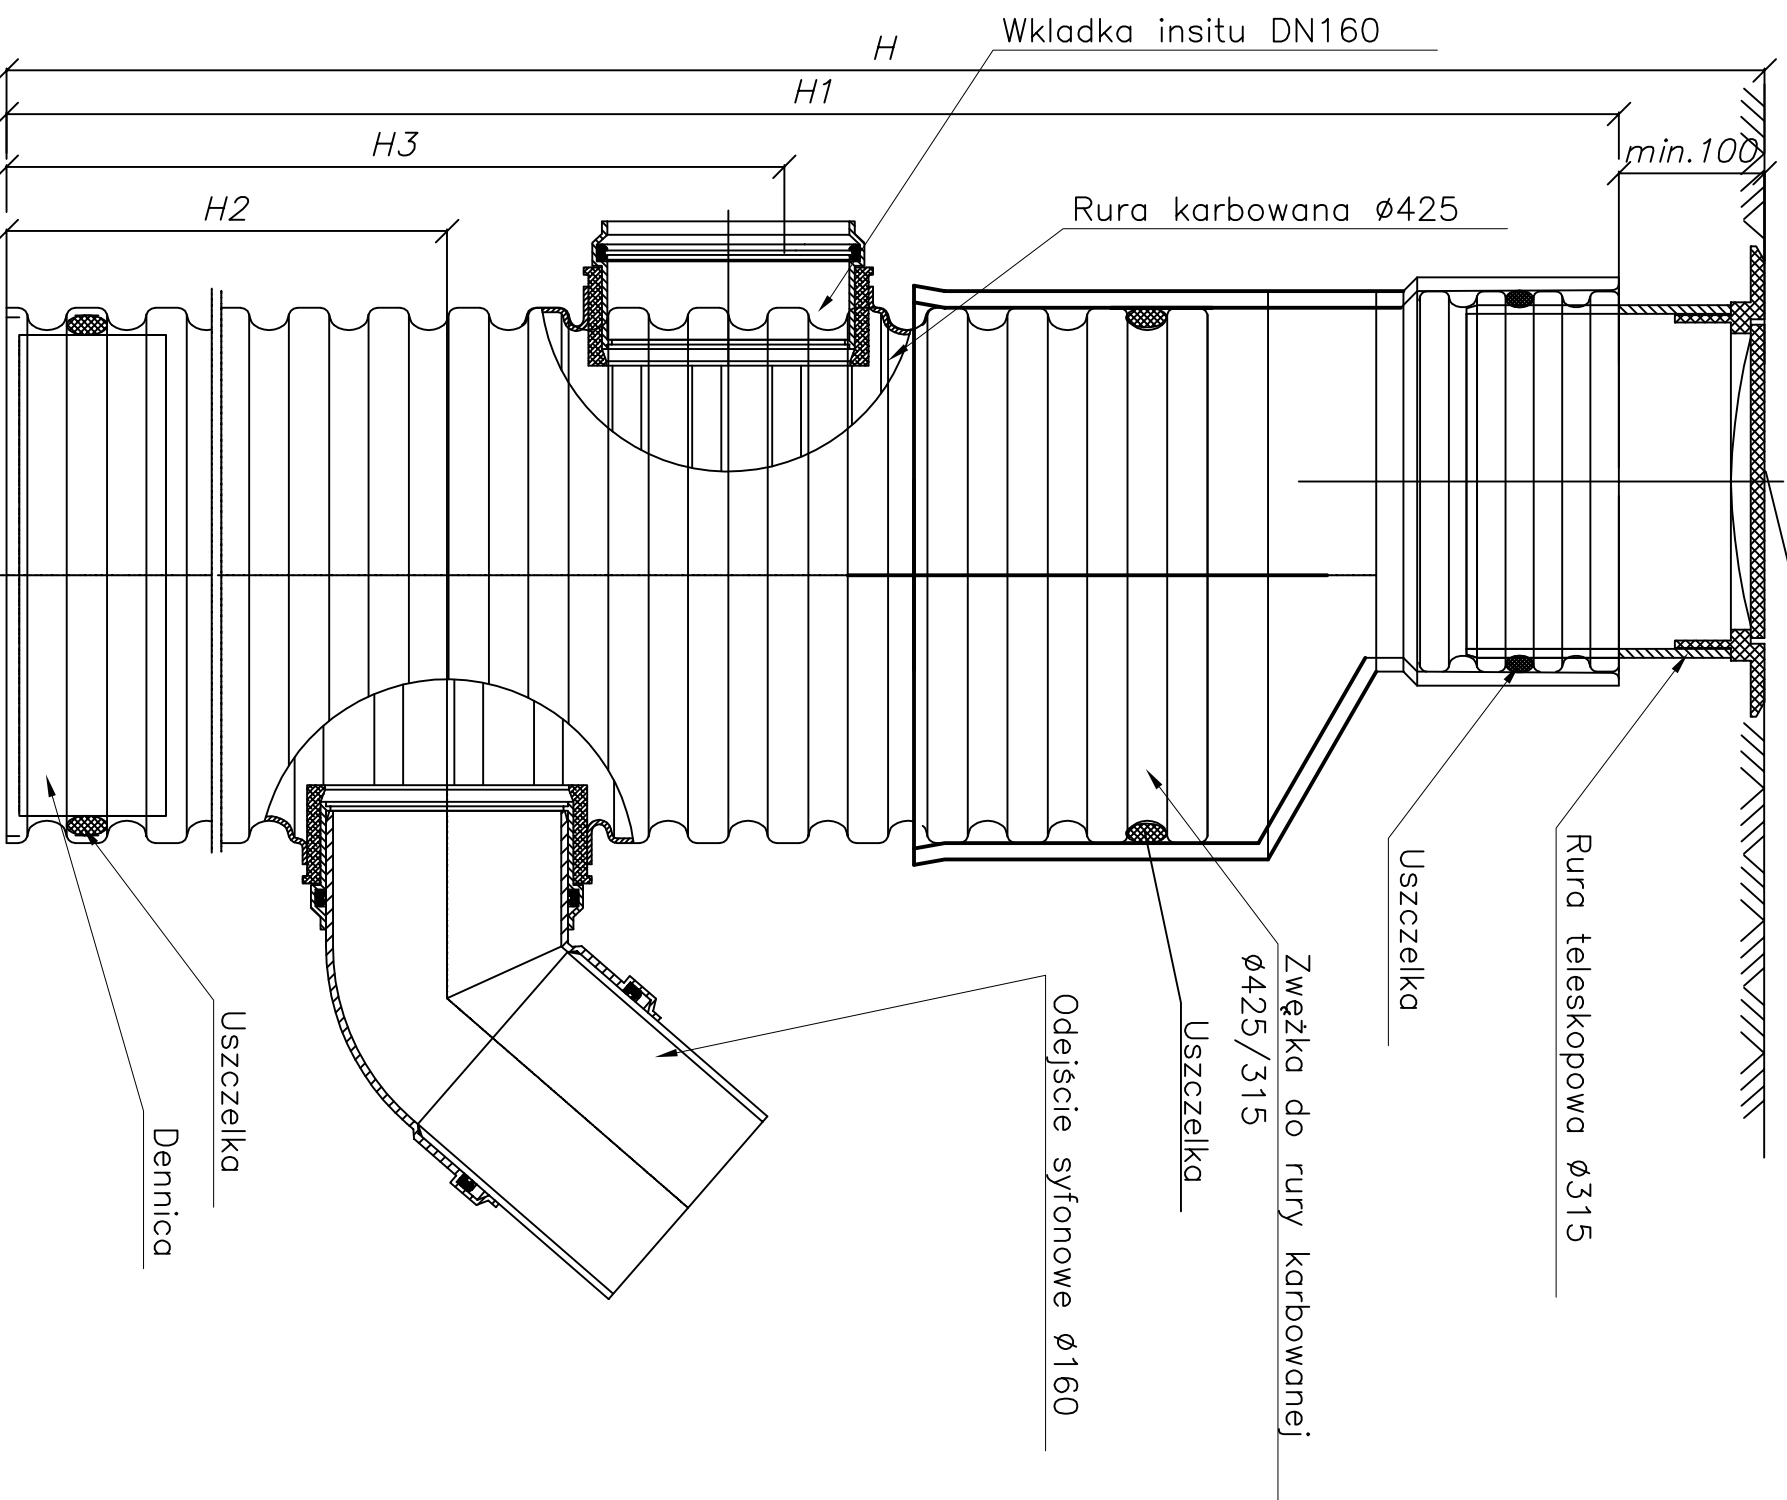 Wkladka insitu DN160
H
H1
H3
min.100
H2
Rura karbowana ø425
Uszczelka
Rura teleskopowa ø315
Zwężka do rury karbowanej
ø425/315
Uszczelka
Odejście syfonowe ø160
Uszczelka
Dennica